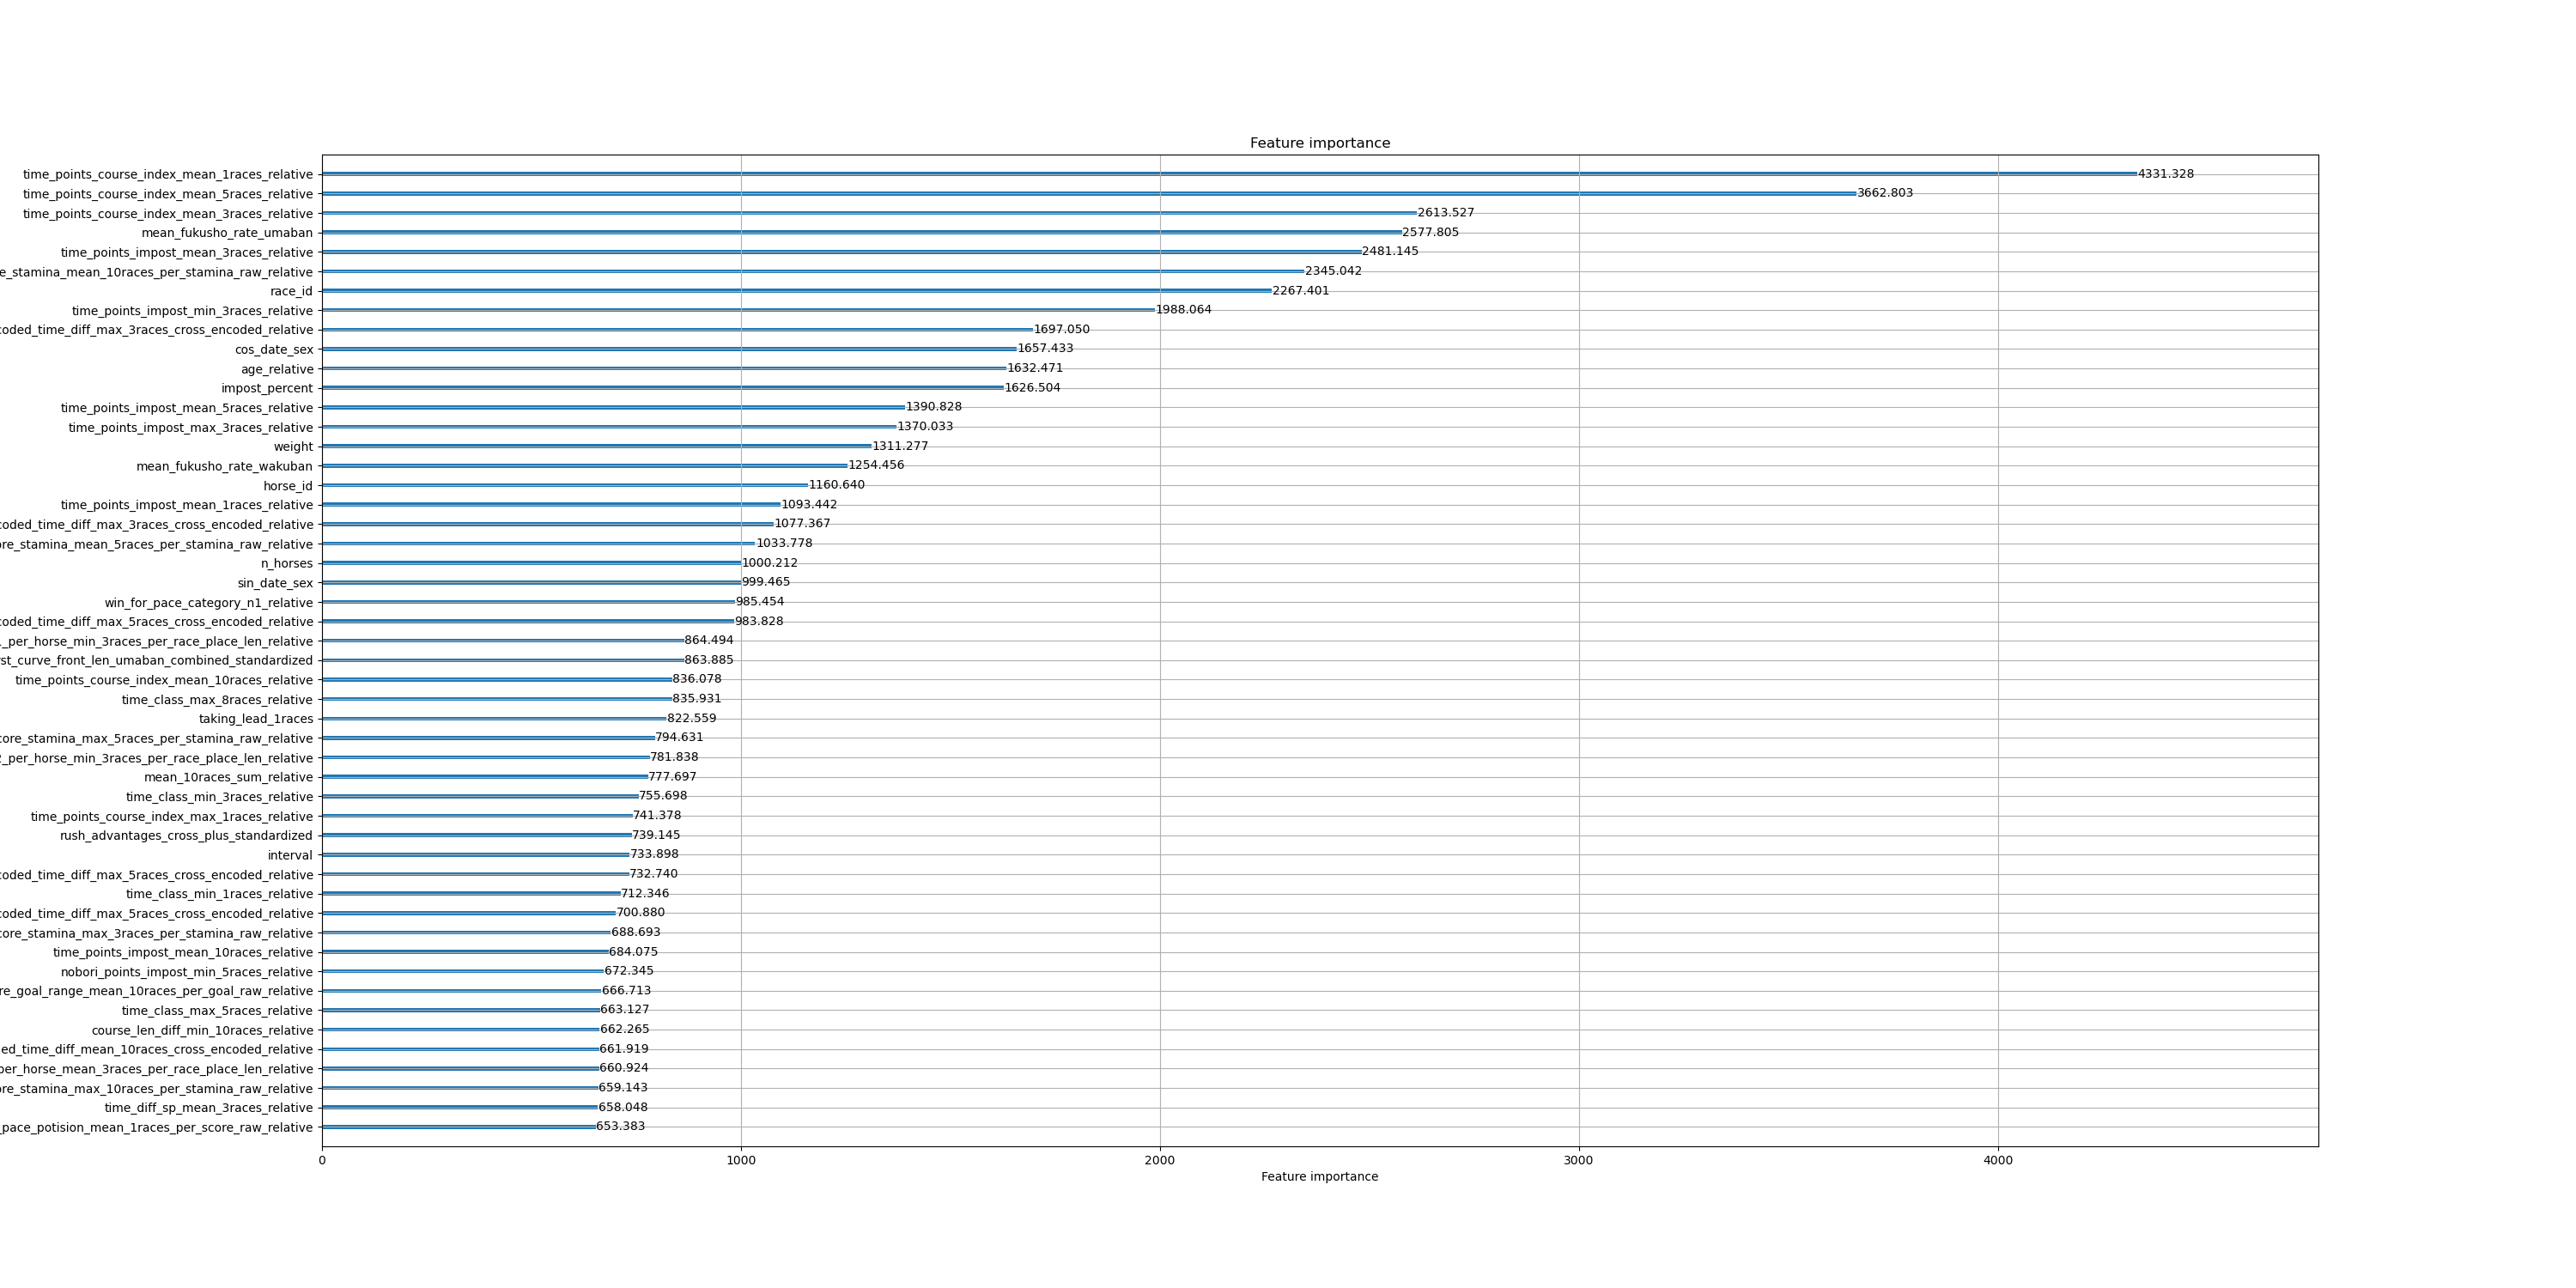 Feature importance
time_points_course_index_mean_1races_relative 4331.328
time_points_course_index_mean_5races_relative 3662.803
time_points_course_index_mean_3races_relative 2613.527
mean_fukusho_rate_umaban 2577.805
time_points_impost_mean_3races_relative 2481.145
e_stamina_mean_10races_per_stamina_raw_relative 2345.042
race_id 2267.401
time_points_impost_min_3races_relative 1988.064
coded_time_diff_max_3races_cross_encoded_relative 1697.050
cos_date_sex 1657.433
age_relative 1632.471
impost_percent 1626.504
time_points_impost_mean_5races_relative 1390.828
time_points_impost_max_3races_relative 1370.033
weight 1311.277
mean_fukusho_rate_wakuban 1254.456
horse_id 1160.640
time_points_impost_mean_1races_relative 1093.442
coded_time_diff_max_3races_cross_encoded_relative 1077.367
ore_stamina_mean_5races_per_stamina_raw_relative 1033.778
n_horses 1000.212
sin_date_sex 999.465
win_for_pace_category_n1_relative 985.454
coded_time_diff_max_5races_cross_encoded_relative 983.828
_per_horse_min_3races_per_race_place_len_relative 864.494
st_curve_front_len_umaban_combined_standardized 863.885
time_points_course_index_mean_10races_relative 836.078
time_class_max_8races_relative 835.931
taking_lead_1races 822.559
core_stamina_max_5races_per_stamina_raw_relative 794.631
2_per_horse_min_3races_per_race_place_len_relative 781.838
mean_10races_sum_relative 777.697
time_class_min_3races_relative 755.698
time_points_course_index_max_1races_relative 741.378
rush_advantages_cross_plus_standardized 739.145
interval 733.898
coded_time_diff_max_5races_cross_encoded_relative 732.740
time_class_min_1races_relative 712.346
coded_time_diff_max_5races_cross_encoded_relative 700.880
core_stamina_max_3races_per_stamina_raw_relative 688.693
time_points_impost_mean_10races_relative 684.075
nobori_points_impost_min_5races_relative 672.345
re_goal_range_mean_10races_per_goal_raw_relative 666.713
time_class_max_5races_relative 663.127
course_len_diff_min_10races_relative 662.265
ed_time_diff_mean_10races_cross_encoded_relative 661.919
per_horse_mean_3races_per_race_place_len_relative 660.924
ore_stamina_max_10races_per_stamina_raw_relative 659.143
time_diff_sp_mean_3races_relative 658.048
_pace_potision_mean_1races_per_score_raw_relative 653.383
0 1000 2000 3000 4000
Feature importance